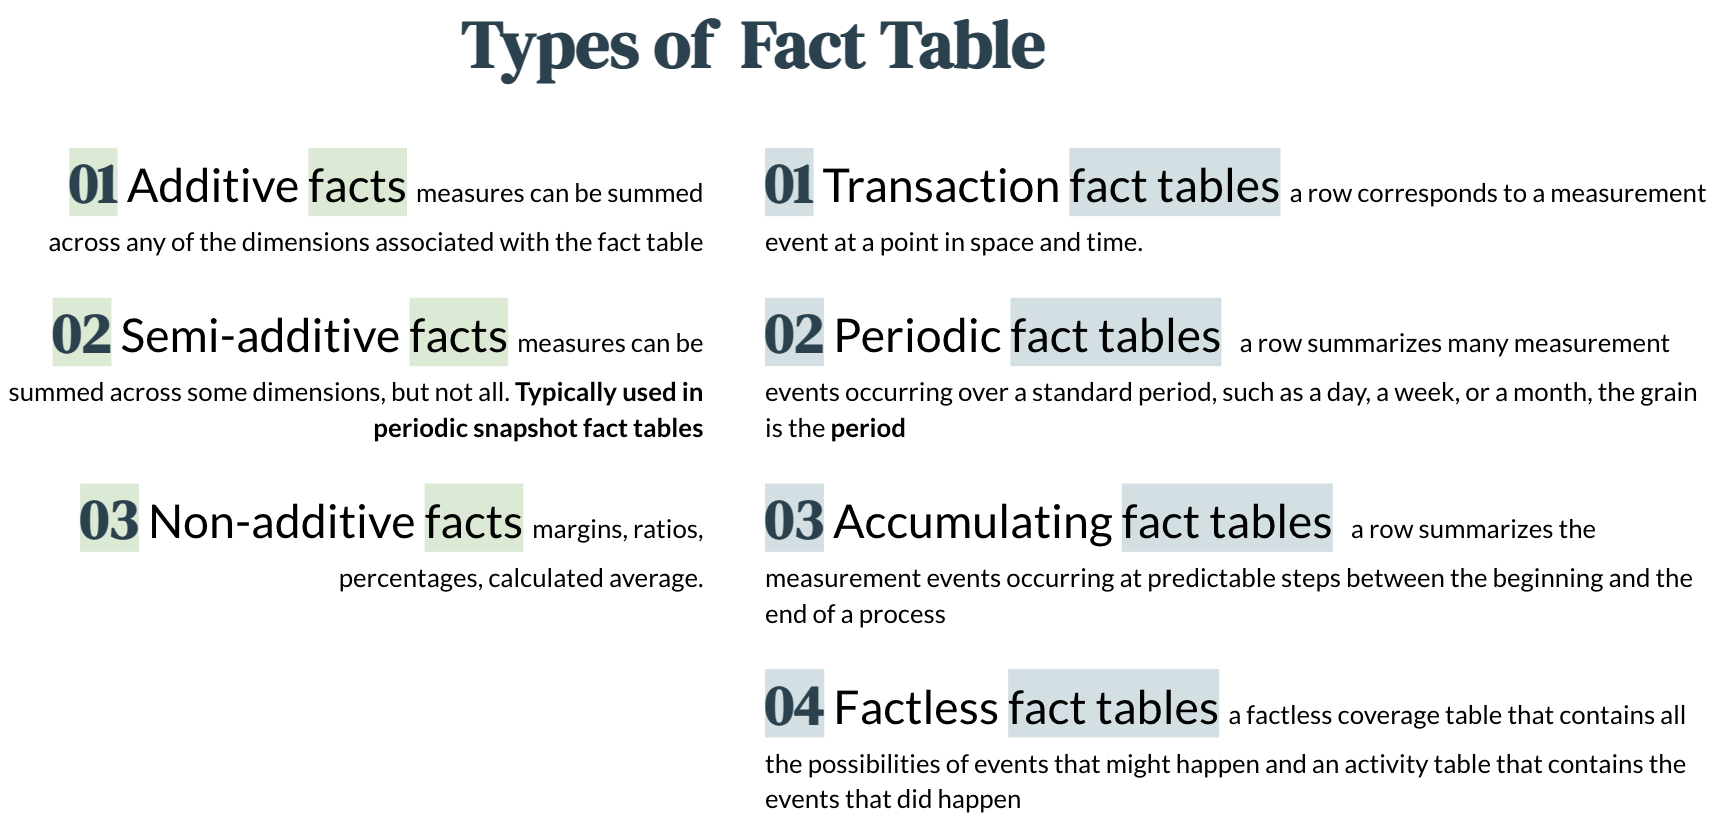 Types of Fact Table
01 Additive facts measures can be summed
across any of the dimensions associated with the fact table
02 Semi-additive facts measures can be
summed across some dimensions, but not all. Typically used in
periodic snapshot fact tables
03 Non-additive facts margins, ratios,
percentages, calculated average.
01 Transaction fact tables a row corresponds to a measurement
event at a point in space and time.
02 Periodic fact tables a row summarizes many measurement
events occurring over a standard period, such as a day, a week, or a month, the grain
is the period
03 Accumulating fact tables a row summarizes the
measurement events occurring at predictable steps between the beginning and the
end of a process
04 Factless fact tables a factless coverage table that contains all
the possibilities of events that might happen and an activity table that contains the
events that did happen